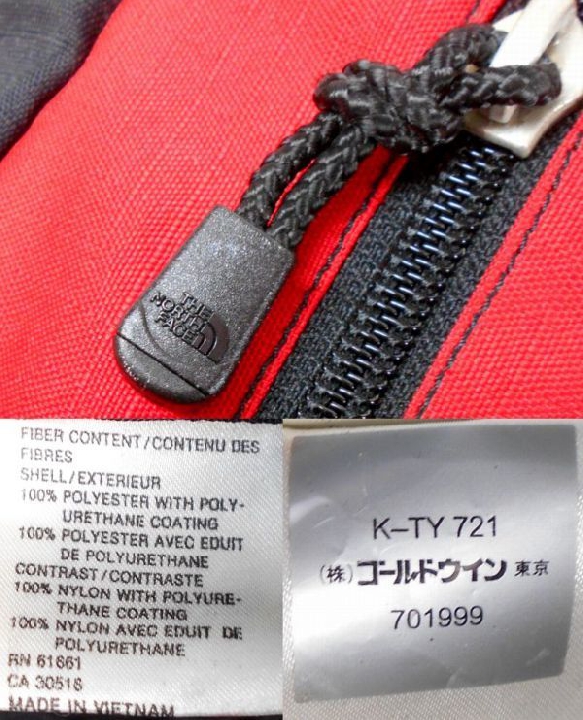 THE
NORTH
FACE
FIBER CONTENT/CONTENU DES
FIBRES
SHELL/EXTERIEUR
100% POLYESTER WITH POLY-
URETHANE COATING
100% POLYESTER AVEC EDUIT
DE POLYURETHANE
CONTRAST/CONTRASTE
100% NYLON WITH POLYURE-
THANE COATING
100% NYLON AVEC EDUIT DE
POLYURETHANE
RN 61661
CA 30516
MADE IN VIETNAM
K-TY 721
(株)ゴールドウイン 東京
701999